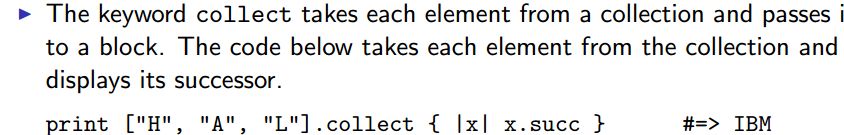 ▶ The keyword collect takes each element from a collection and passes i
to a block. The code below takes each element from the collection and
displays its successor.
print ["H", "A", "L"].collect { |x| x.succ } #=> IBM